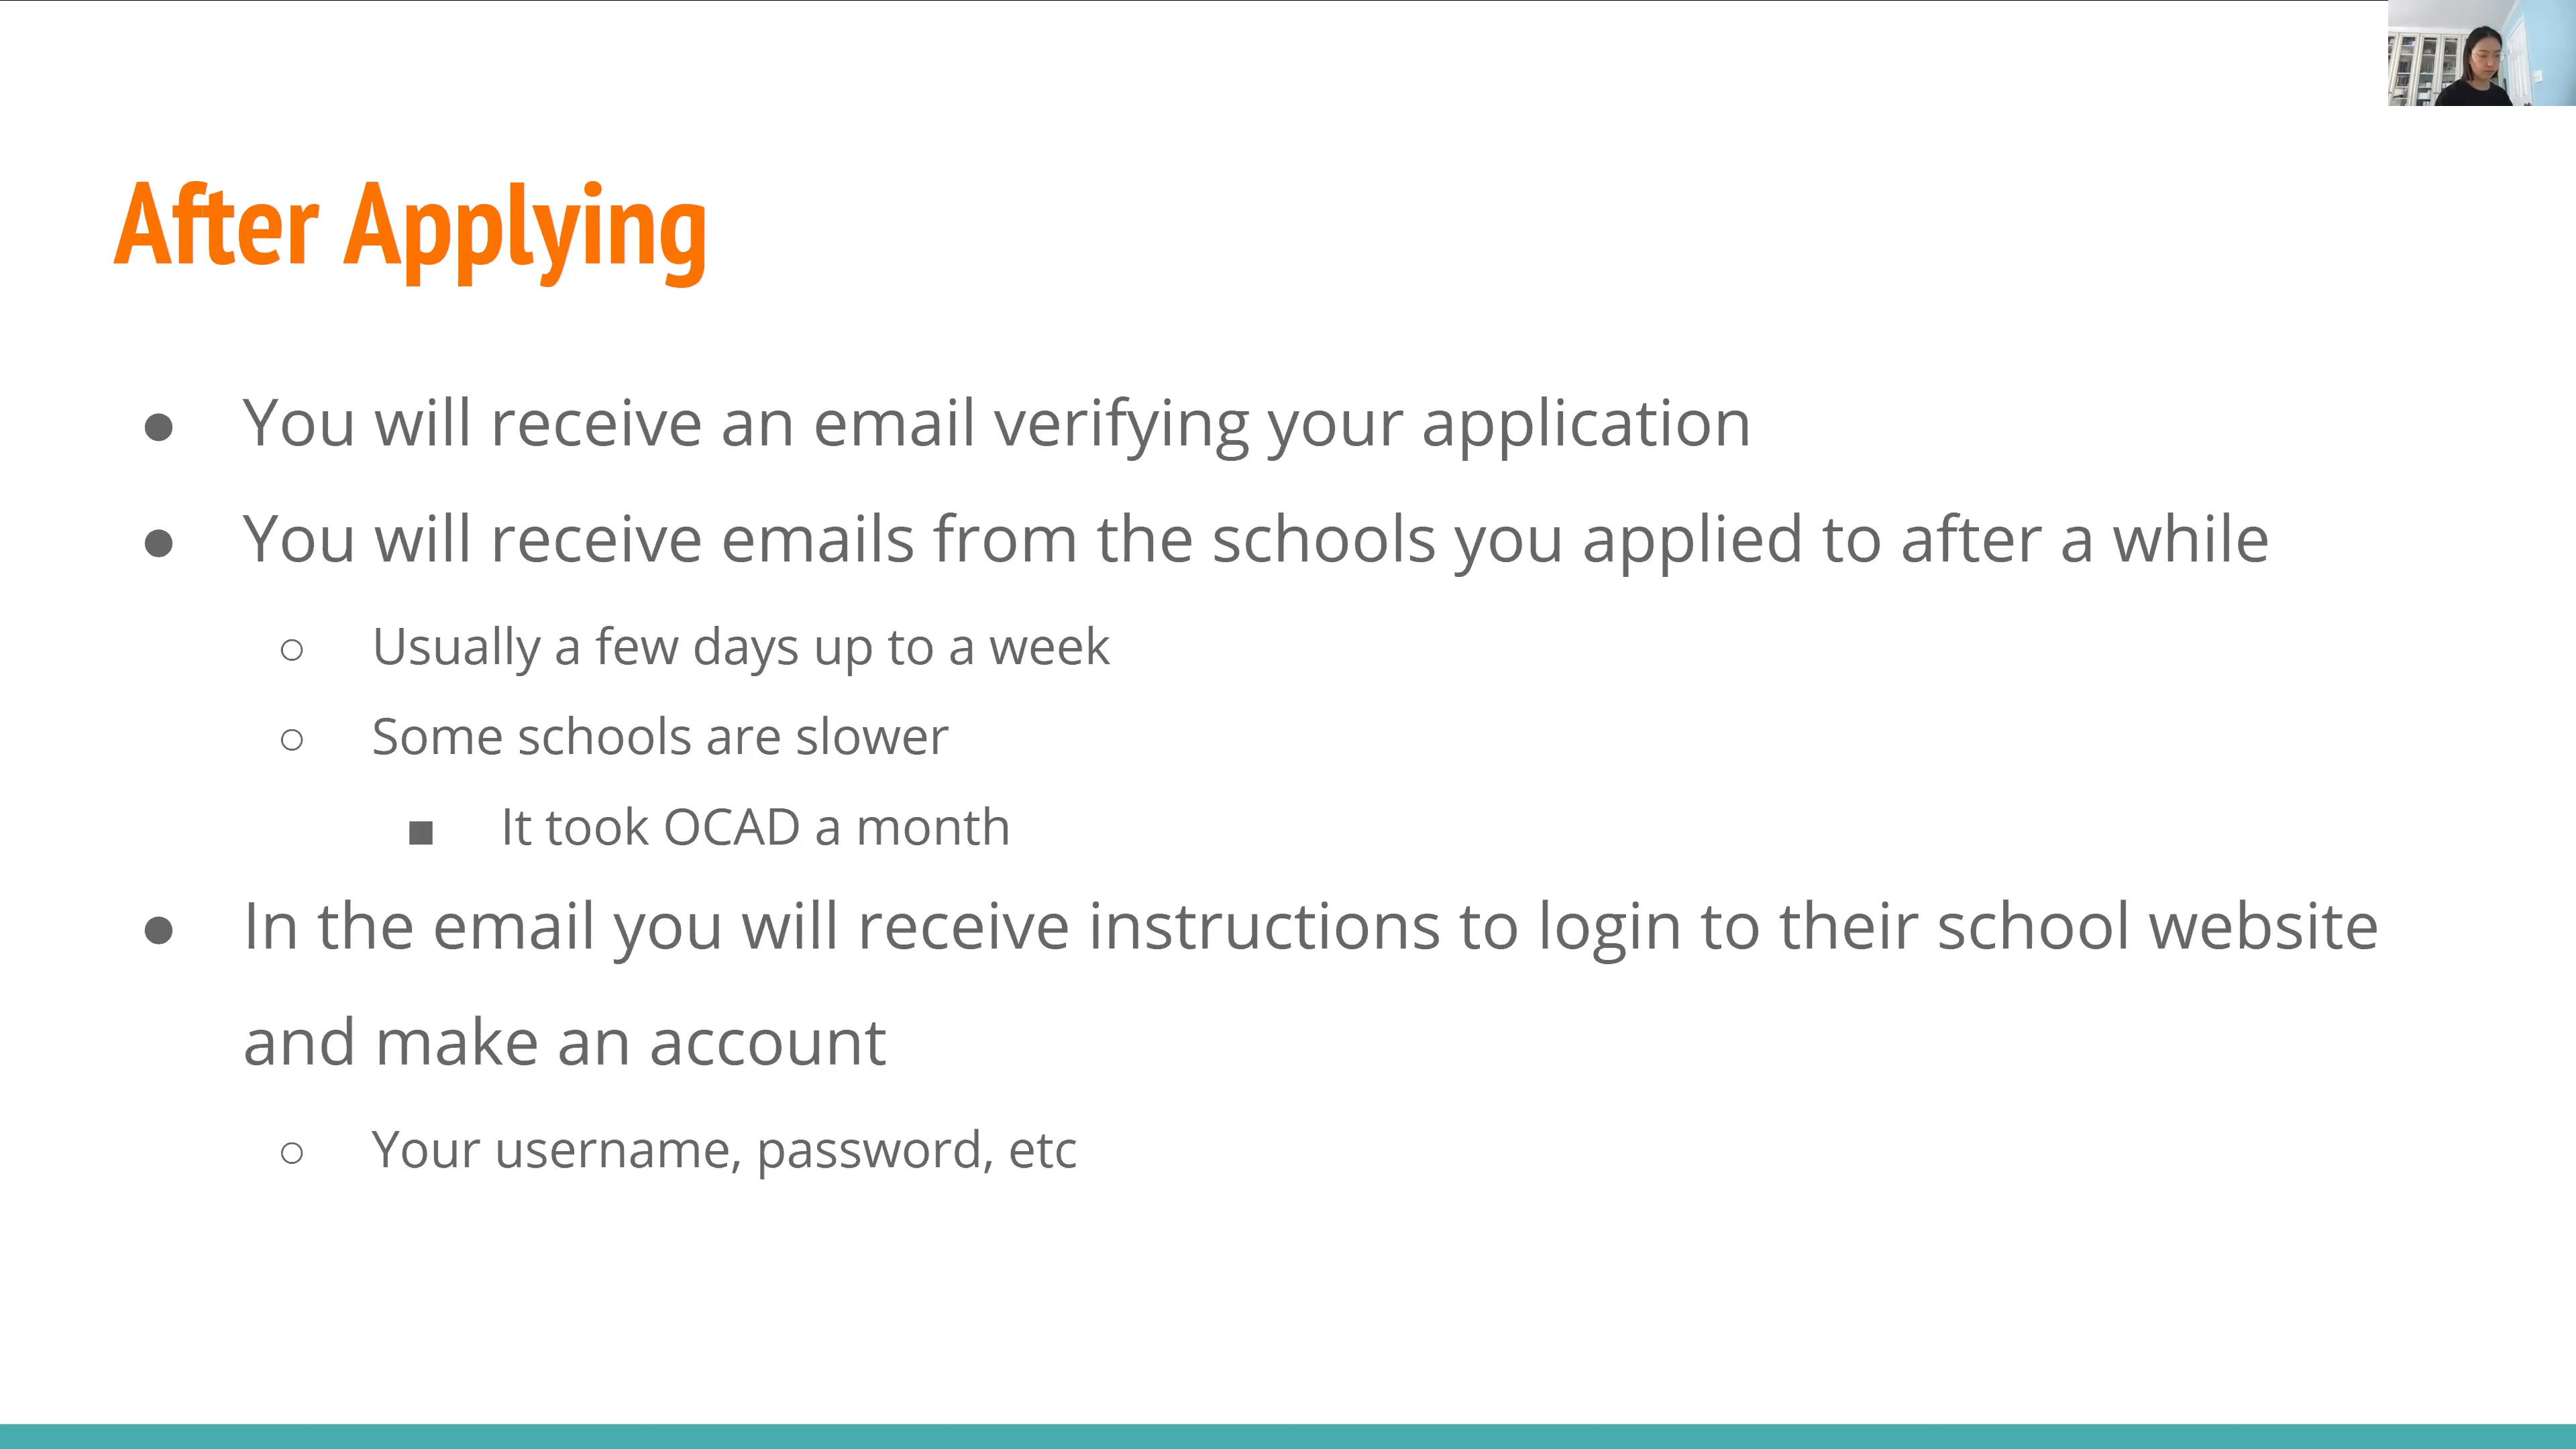 After Applying
● You will receive an email verifying your application
● You will receive emails from the schools you applied to after a while
○ Usually a few days up to a week
○ Some schools are slower
■ It took OCAD a month
● In the email you will receive instructions to login to their school website
and make an account
○ Your username, password, etc